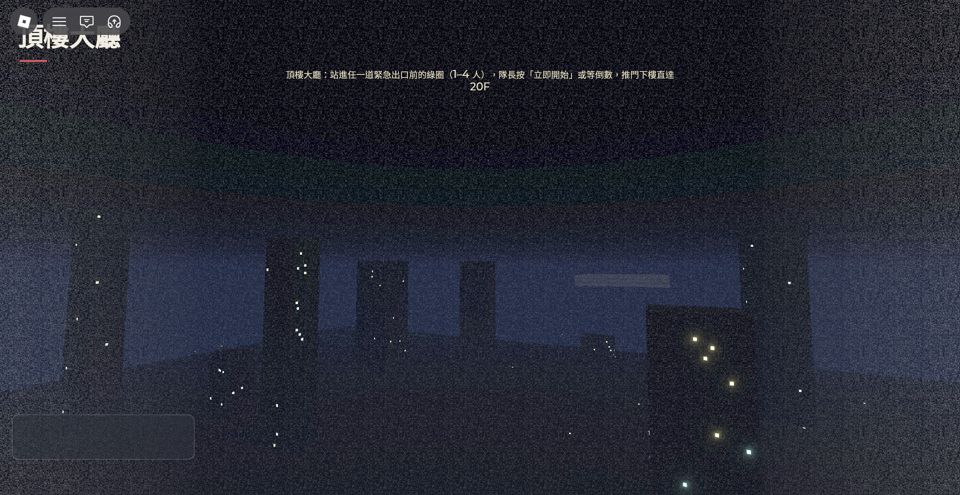 頂樓大廳
頂樓大廳：站進任一道緊急出口前的綠圈（1–4 人），隊長按「立即開始」或等倒數，推門下樓直達
20F